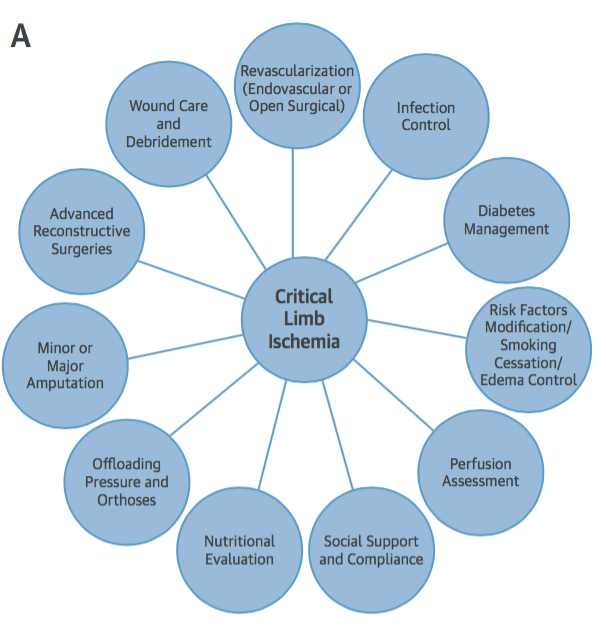 A
Revascularization
(Endovascular or
Open Surgical)
Infection
Control
Diabetes
Management
Risk Factors
Modification/
Smoking
Cessation/
Edema Control
Perfusion
Assessment
Social Support
and Compliance
Nutritional
Evaluation
Offloading
Pressure and
Orthoses
Minor or
Major
Amputation
Advanced
Reconstructive
Surgeries
Wound Care
and
Debridement
Critical
Limb
Ischemia